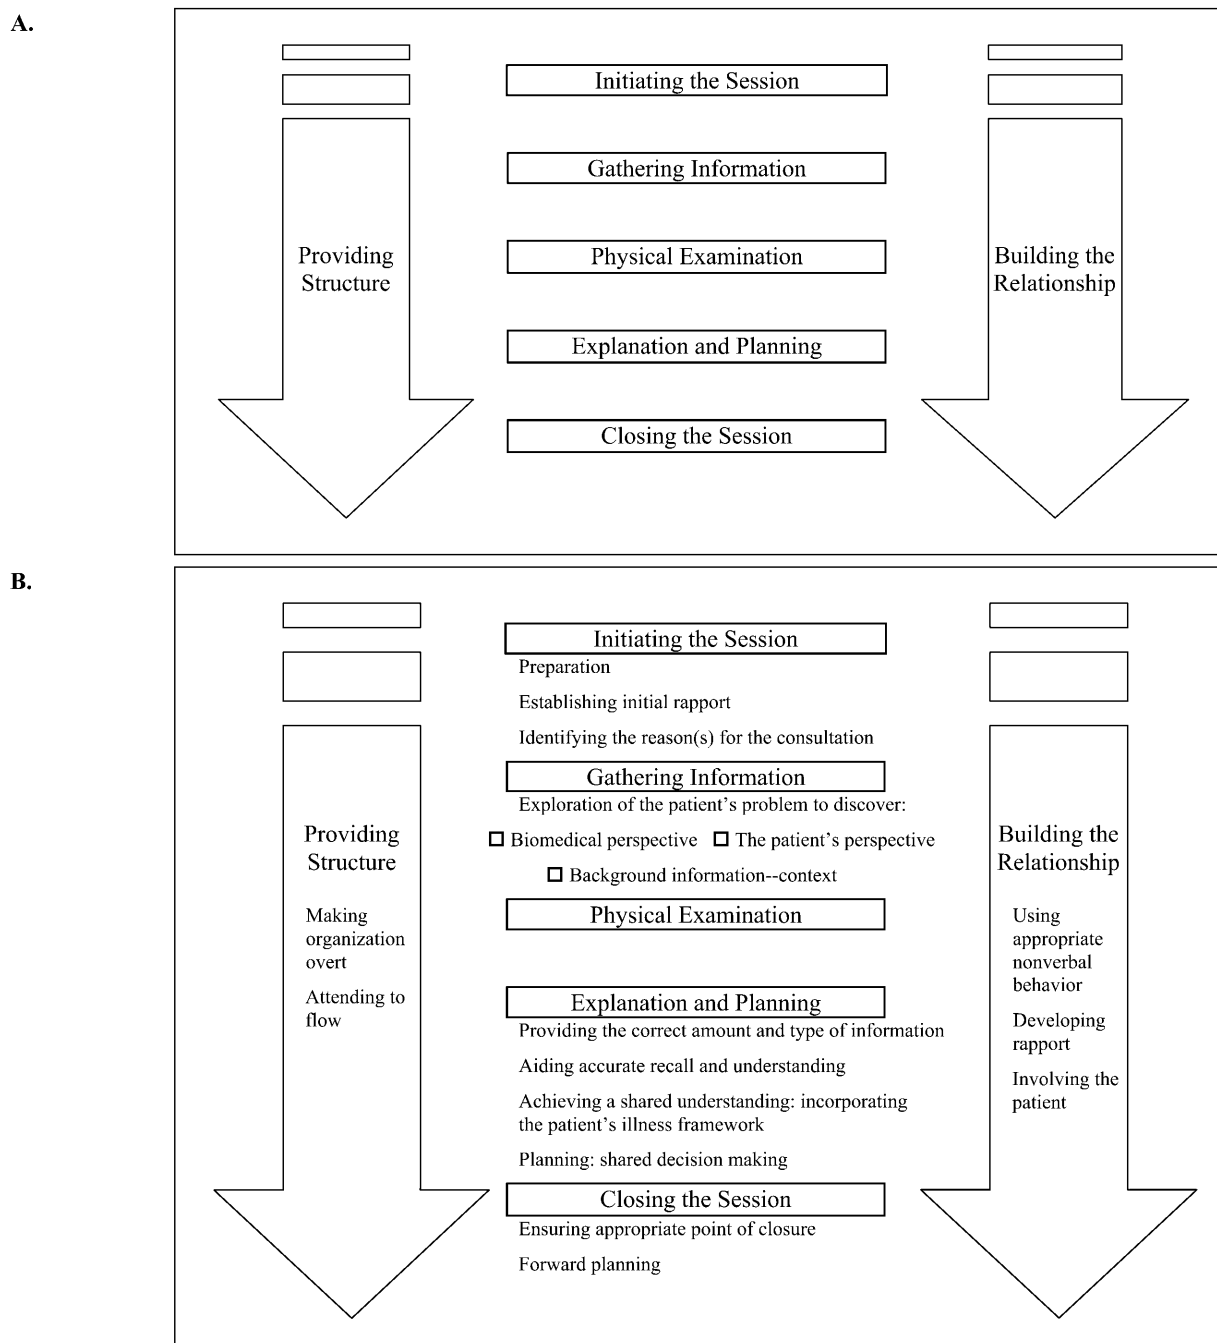 A.
Initiating the Session
Gathering Information
Physical Examination
Explanation and Planning
Closing the Session
Providing
Structure
Building the
Relationship
B.
Initiating the Session
Preparation
Establishing initial rapport
Identifying the reason(s) for the consultation
Gathering Information
Exploration of the patient’s problem to discover:
Biomedical perspective
The patient’s perspective
Background information--context
Physical Examination
Explanation and Planning
Providing the correct amount and type of information
Aiding accurate recall and understanding
Achieving a shared understanding: incorporating
the patient’s illness framework
Planning: shared decision making
Closing the Session
Ensuring appropriate point of closure
Forward planning
Providing
Structure
Making
organization
overt
Attending to
flow
Building the
Relationship
Using
appropriate
nonverbal
behavior
Developing
rapport
Involving the
patient